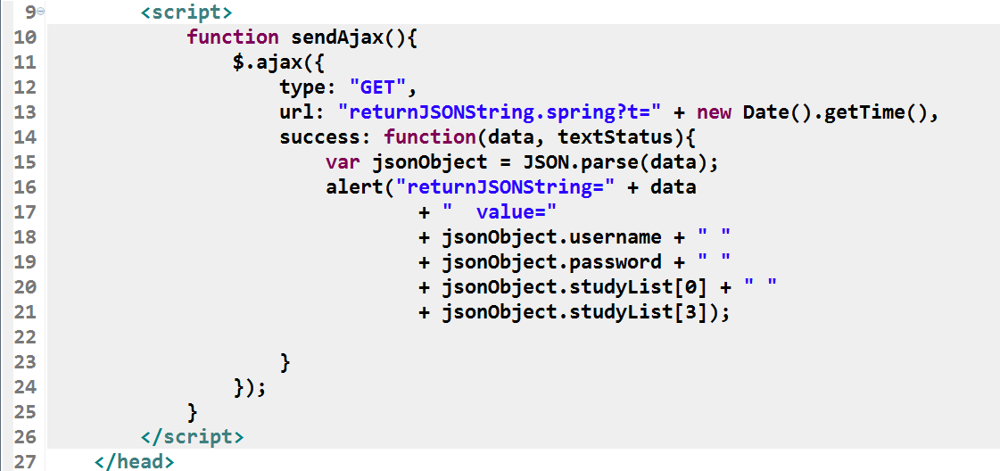 9 <script>
10 function sendAjax(){
11 $.ajax({
12 type: "GET",
13 url: "returnJSONString.spring?t=" + new Date().getTime(),
14 success: function(data, textStatus){
15 var jsonObject = JSON.parse(data);
16 alert("returnJSONString=" + data
17 + "  value="
18 + jsonObject.username + " "
19 + jsonObject.password + " "
20 + jsonObject.studyList[0] + " "
21 + jsonObject.studyList[3]);
22
23 }
24 });
25 }
26 </script>
27 </head>